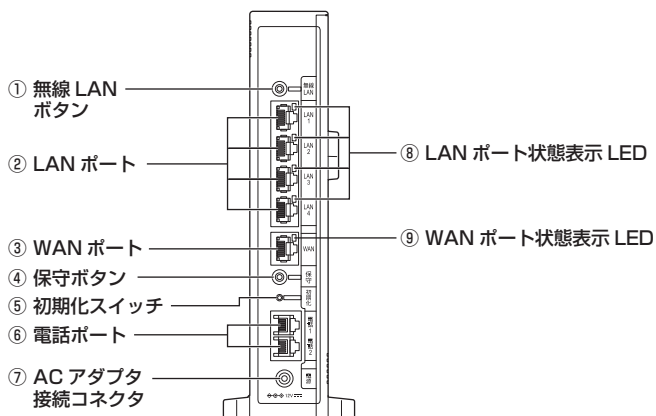 ① 無線 LAN
ボタン
② LAN ポート
③ WAN ポート
④ 保守ボタン
⑤ 初期化スイッチ
⑥ 電話ポート
⑦ AC アダプタ
接続コネクタ
無線
LAN
LAN
1
LAN
2
LAN
3
LAN
4
WAN
保守
初期化
電話1
電話2
電源
12V
⑧ LAN ポート状態表示 LED
⑨ WAN ポート状態表示 LED